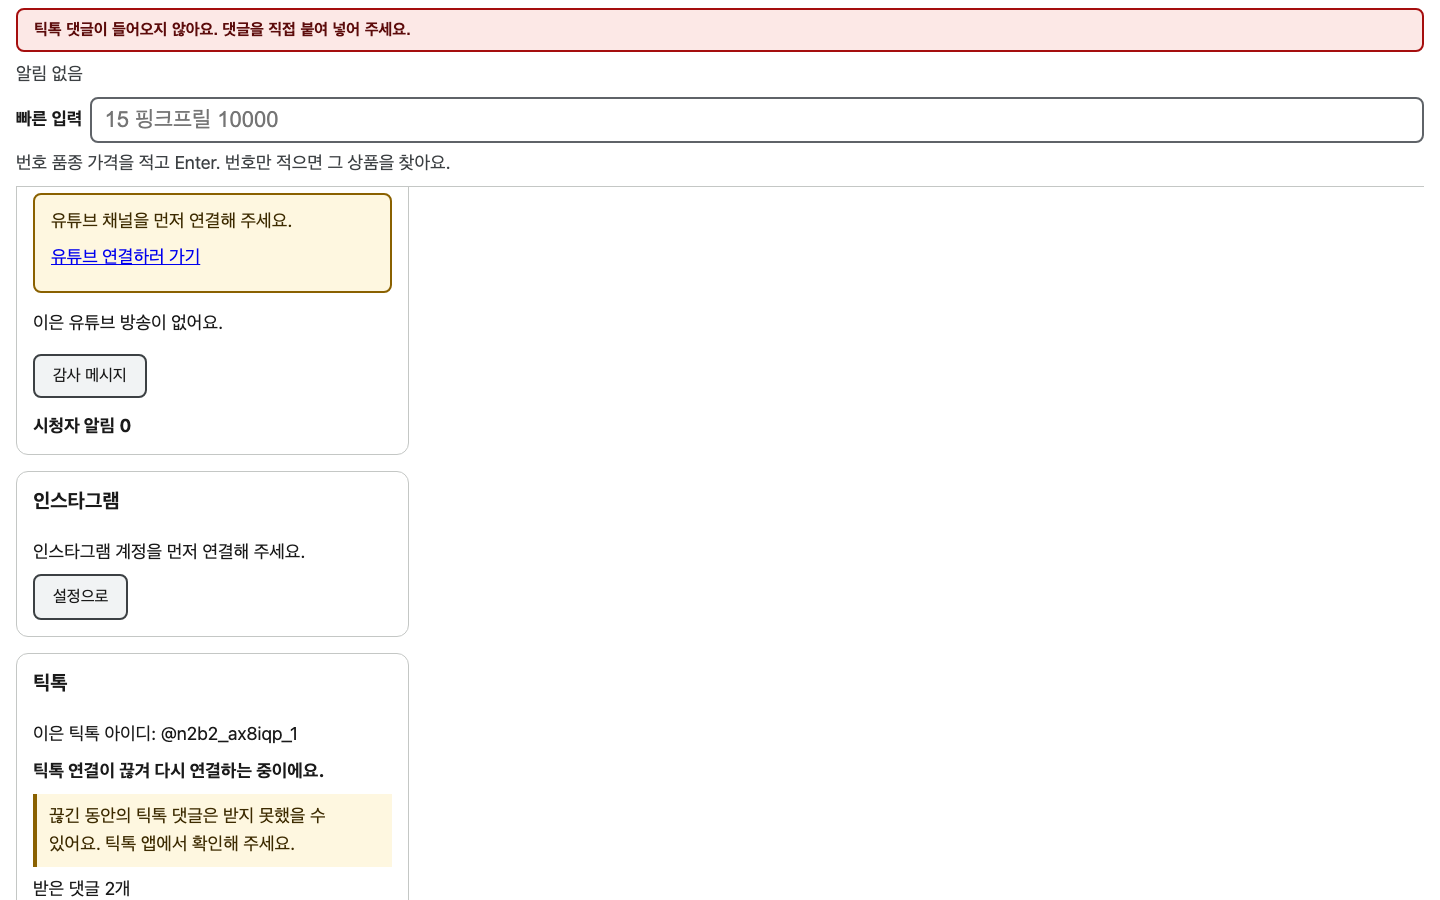 틱톡 댓글이 들어오지 않아요. 댓글을 직접 붙여 넣어 주세요.
알림 없음
빠른 입력
15 핑크프릴 10000
번호 품종 가격을 적고 Enter. 번호만 적으면 그 상품을 찾아요.
유튜브 채널을 먼저 연결해 주세요.
유튜브 연결하러 가기
이은 유튜브 방송이 없어요.
감사 메시지
시청자 알림 0
인스타그램
인스타그램 계정을 먼저 연결해 주세요.
설정으로
틱톡
이은 틱톡 아이디: @n2b2_ax8iqp_1
틱톡 연결이 끊겨 다시 연결하는 중이에요.
끊긴 동안의 틱톡 댓글은 받지 못했을 수
있어요. 틱톡 앱에서 확인해 주세요.
받은 댓글 2개